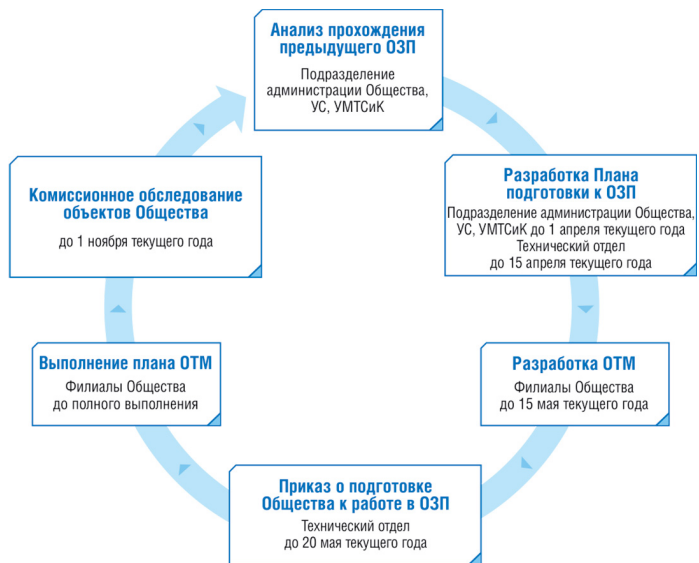 Анализ прохождения
предыдущего ОЗП
Подразделение
администрации Общества,
УС, УМТСиК
Разработка Плана
подготовки к ОЗП
Подразделение администрации Общества,
УС, УМТСиК до 1 апреля текущего года
Технический отдел
до 15 апреля текущего года
Разработка ОТМ
Филиалы Общества
до 15 мая текущего года
Приказ о подготовке
Общества к работе в ОЗП
Технический отдел
до 20 мая текущего года
Выполнение плана ОТМ
Филиалы Общества
до полного выполнения
Комиссионное обследование
объектов Общества
до 1 ноября текущего года